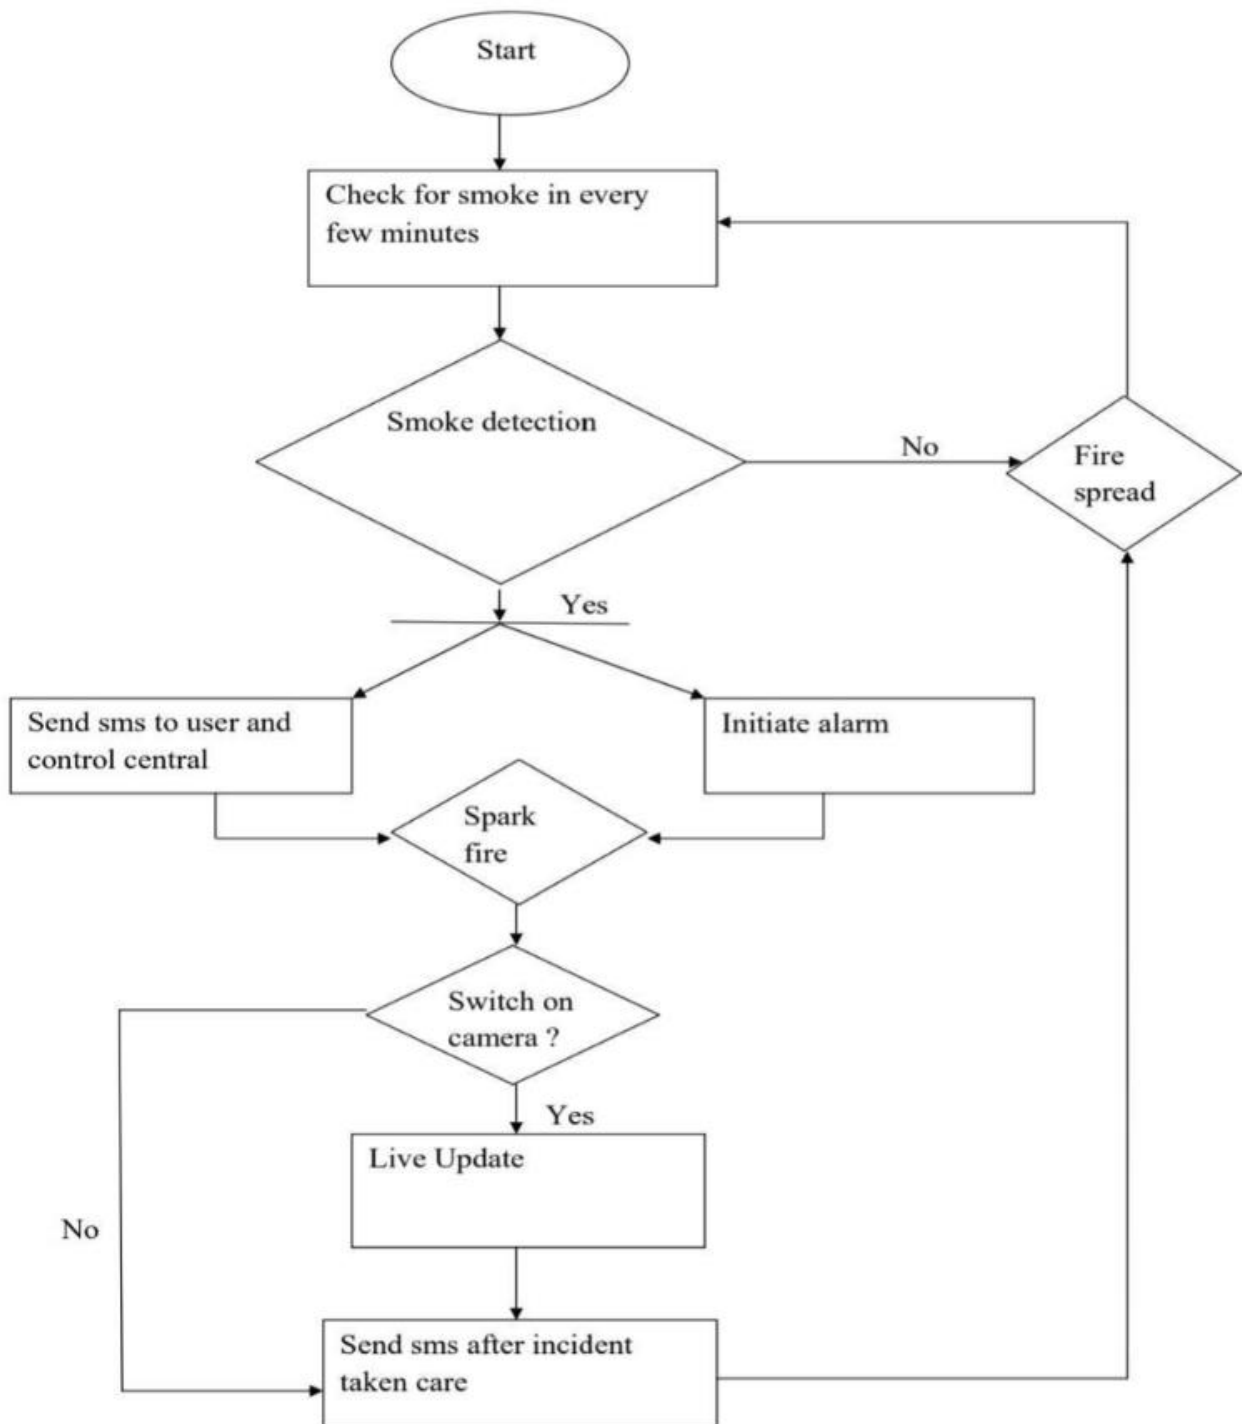 Start
Check for smoke in every
few minutes
Smoke detection
No
Fire
spread
Yes
Send sms to user and
control central
Initiate alarm
Spark
fire
Switch on
camera ?
Yes
Live Update
No
Send sms after incident
taken care